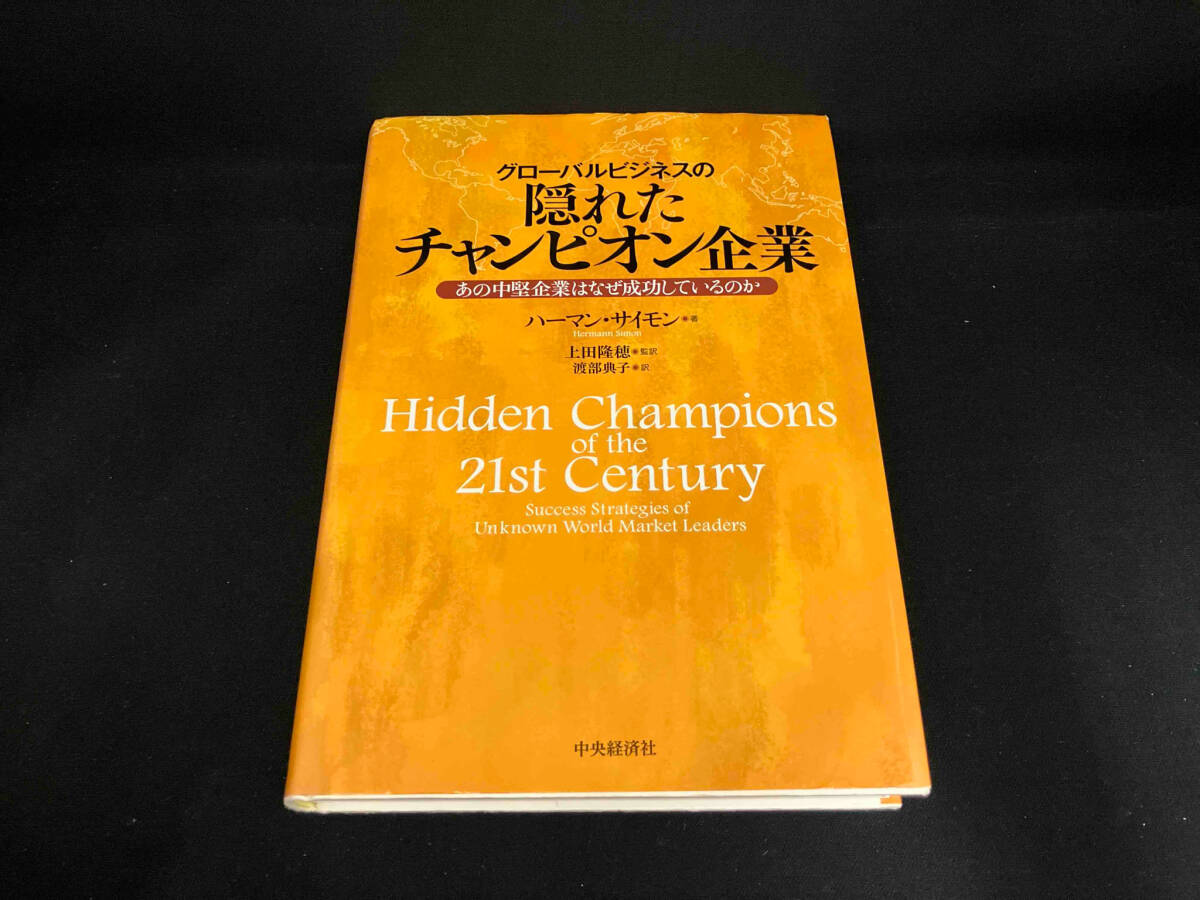 グローバルビジネスの
隠れた
チャンピオン企業
あの中堅企業はなぜ成功しているのか
ハーマン・サイモン◉著
Hermann Simon
上田隆穂◉監訳
渡部典子◉訳
Hidden Champions
of the
21st Century
Success Strategies of
Unknown World Market Leaders
中央経済社